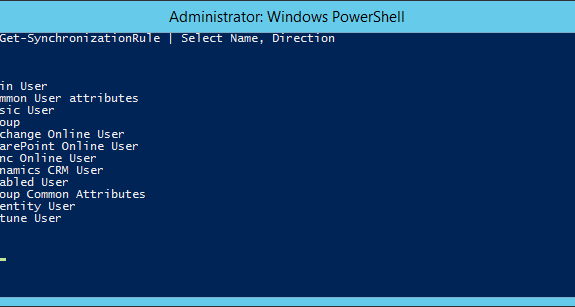 Administrator: Windows PowerShell
Get-SynchronizationRule | Select Name, Direction
in User
mmon User attributes
sic User
oup
change Online User
arePoint Online User
nc Online User
namics CRM User
abled User
oup Common Attributes
entity User
tune User